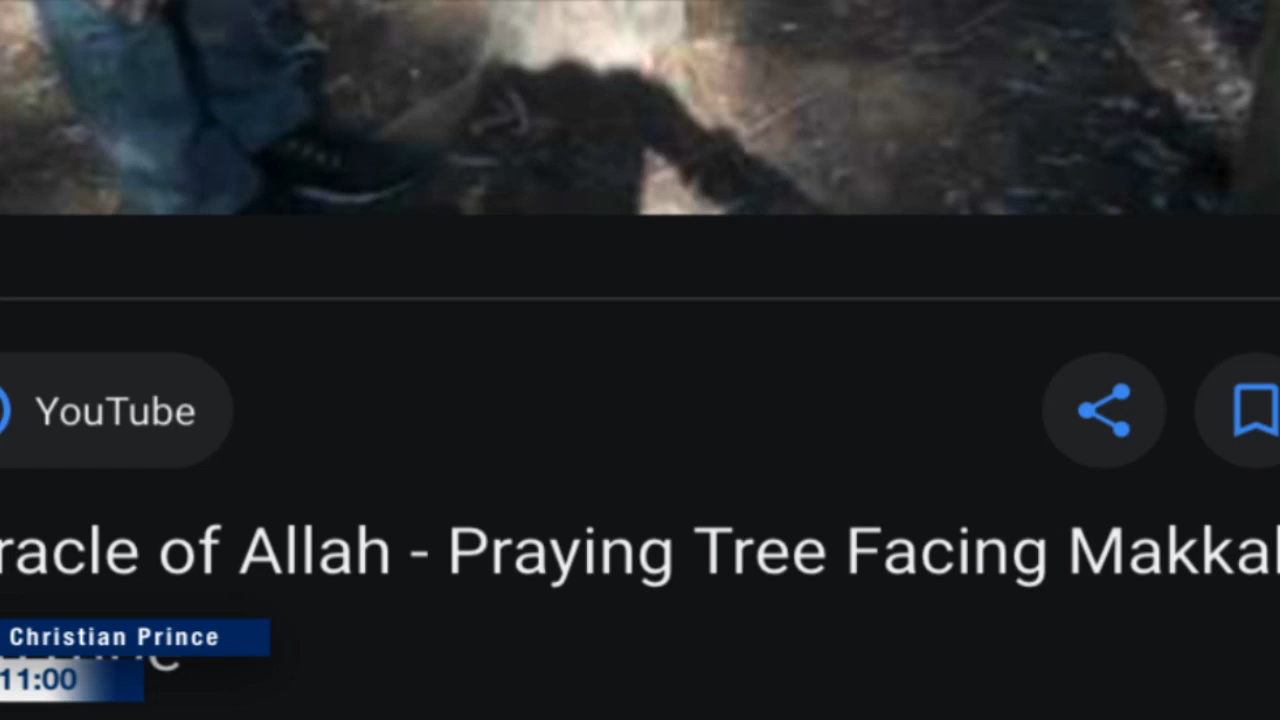 YouTube
racle of Allah - Praying Tree Facing Makkal
Christian Prince
11:00